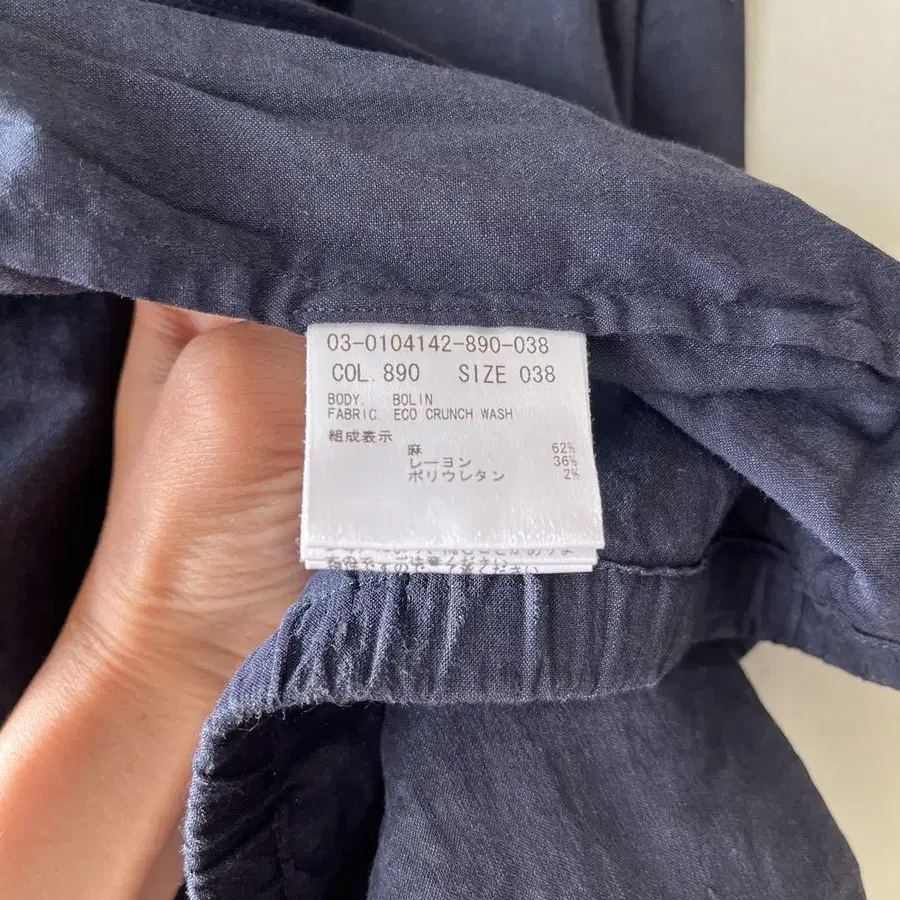 03-0104142-890-038
COL. 890 SIZE 038
BODY. BOLIN
FABRIC. ECO CRUNCH WASH
組成表示
麻 62%
レーヨン 36%
ポリウレタン 2%